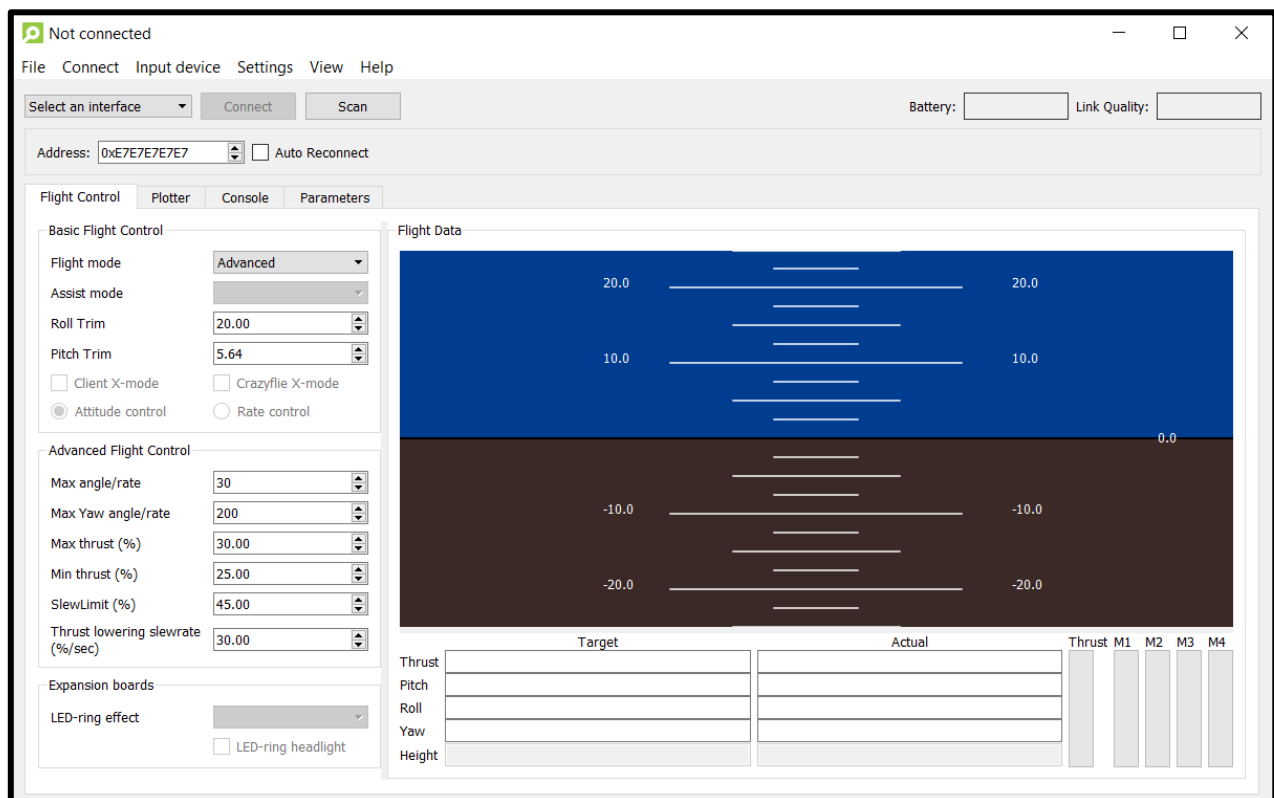 Not connected
File Connect Input device Settings View Help
Select an interface Connect Scan Battery: Link Quality:
Address: 0xE7E7E7E7E7 Auto Reconnect
Flight Control Plotter Console Parameters
Basic Flight Control
Flight mode Advanced
Assist mode
Roll Trim 20.00
Pitch Trim 5.64
Client X-mode Crazyflie X-mode
Attitude control Rate control
Advanced Flight Control
Max angle/rate 30
Max Yaw angle/rate 200
Max thrust (%) 30.00
Min thrust (%) 25.00
SlewLimit (%) 45.00
Thrust lowering slewrate
(%/sec) 30.00
Expansion boards
LED-ring effect
LED-ring headlight
Flight Data
20.0 20.0
10.0 10.0
0.0
-10.0 -10.0
-20.0 -20.0
Target Actual Thrust M1 M2 M3 M4
Thrust
Pitch
Roll
Yaw
Height